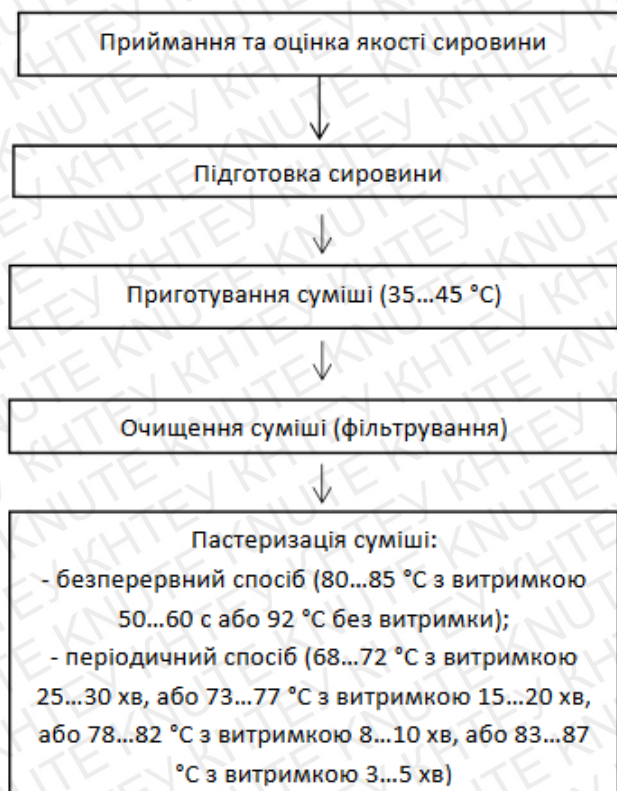 Приймання та оцінка якості сировини
Підготовка сировини
Приготування суміші (35...45 °С)
Очищення суміші (фільтрування)
Пастеризація суміші:
- безперервний спосіб (80...85 °С з витримкою
50...60 с або 92 °С без витримки);
- періодичний спосіб (68...72 °С з витримкою
25...30 хв, або 73...77 °С з витримкою 15...20 хв,
або 78...82 °С з витримкою 8...10 хв, або 83...87
°С з витримкою 3...5 хв)